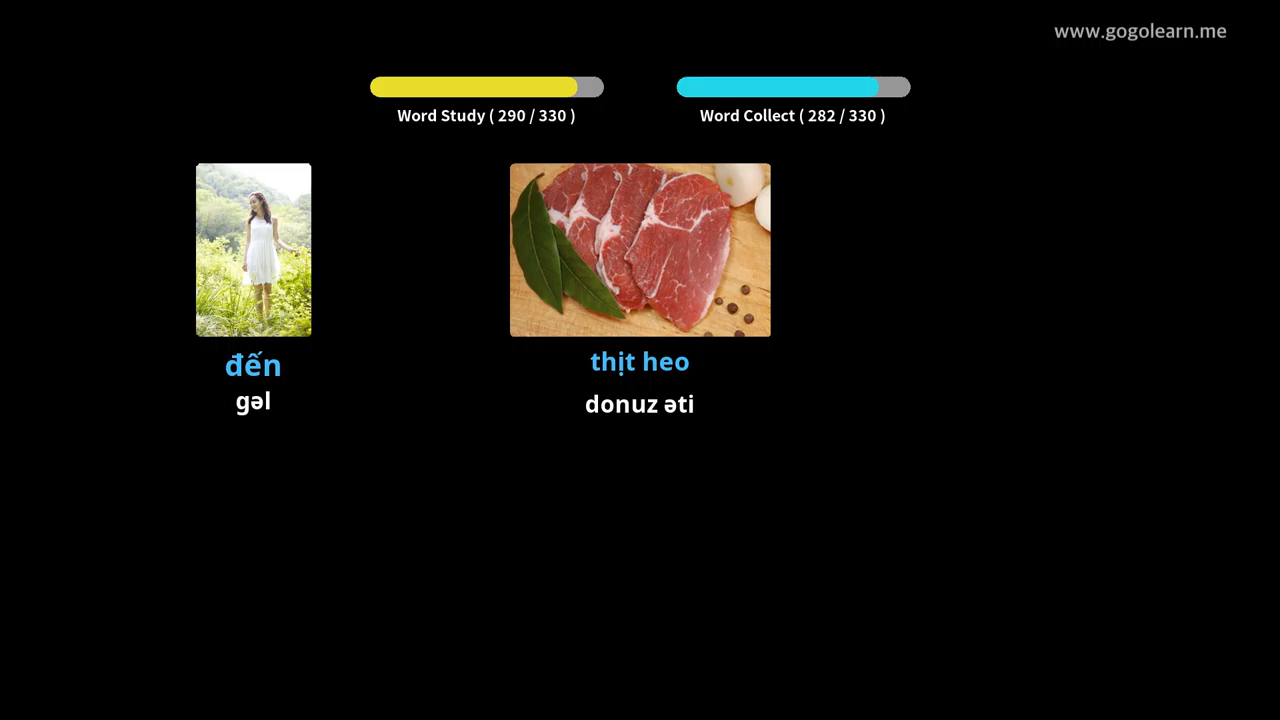 www.gogolearn.me
Word Study ( 290 / 330 )
Word Collect ( 282 / 330 )
đến
gəl
thịt heo
donuz əti